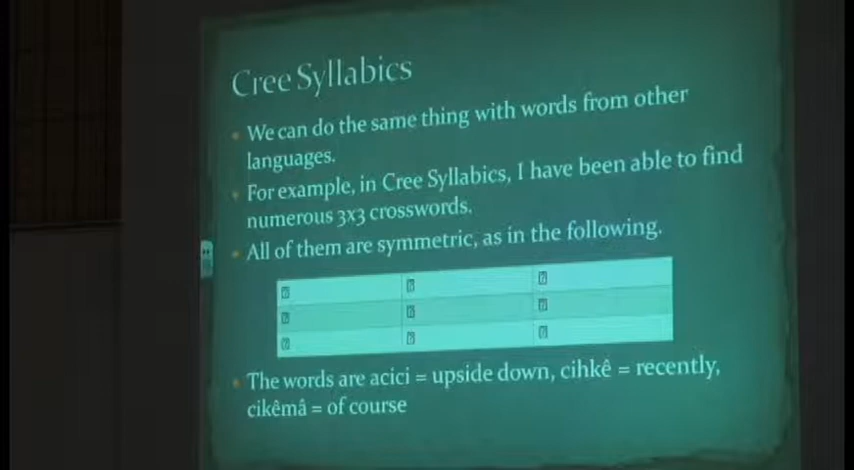 Cree Syllabics
We can do the same thing with words from other
languages.
For example, in Cree Syllabics, I have been able to find
numerous 3x3 crosswords.
All of them are symmetric, as in the following.
The words are acici = upside down, cihkê = recently,
cikêmâ = of course